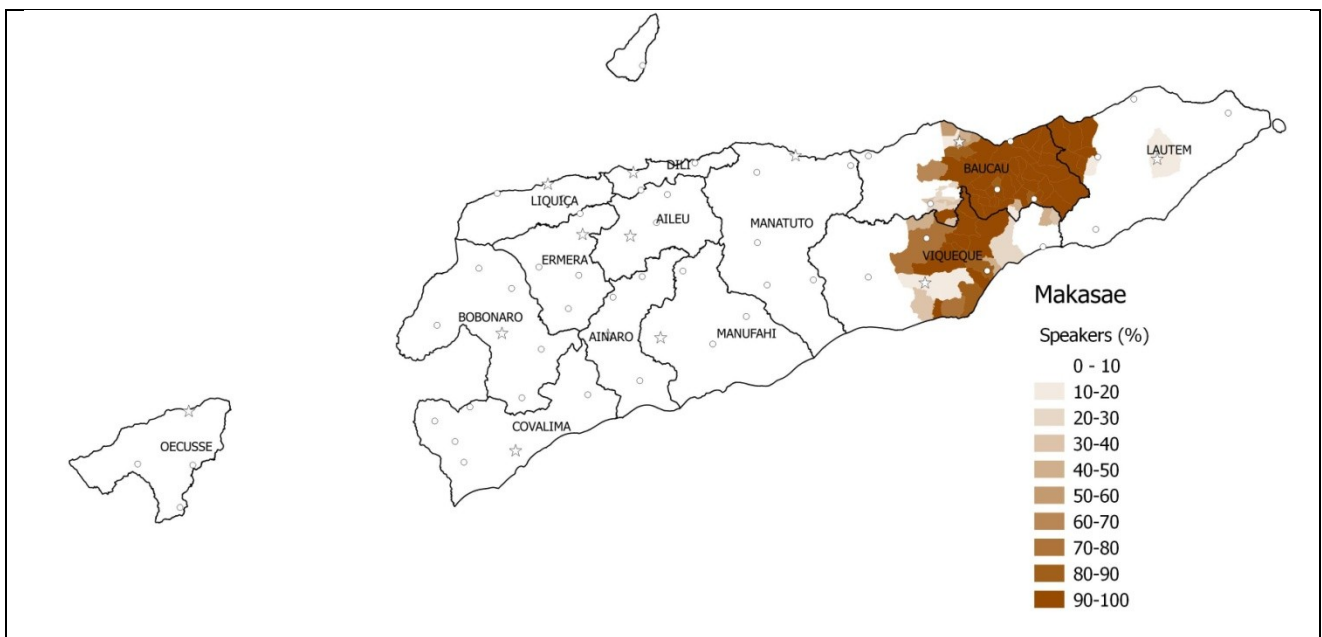 DILI
LAUTEM
BAUCAU
LIQUIÇA
AILEU
MANATUTO
ERMERA
VIQUEQUE
BOBONARO
AINARO
MANUFAHI
COVALIMA
OECUSSE
Makasae
Speakers (%)
0 - 10
10-20
20-30
30-40
40-50
50-60
60-70
70-80
80-90
90-100